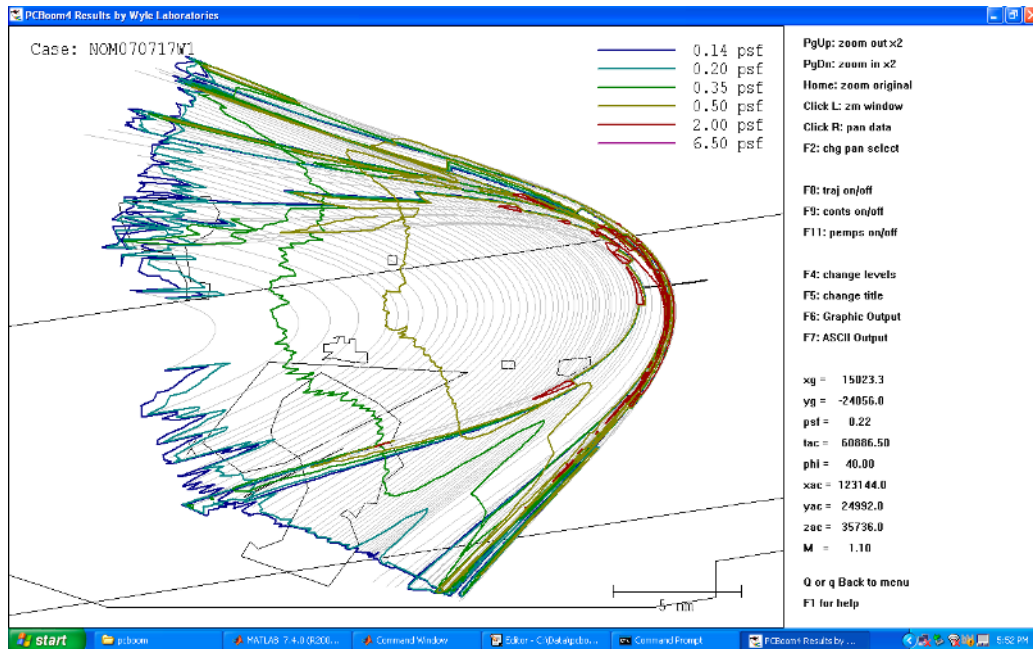 PCBoom4 Results by Wyle Laboratories
Case: NOM070717W1
0.14 psf
0.20 psf
0.35 psf
0.50 psf
2.00 psf
6.50 psf
5 nm
PgUp: zoom out x2
PgDn: zoom in x2
Home: zoom original
Click L: zm window
Click R: pan data
F2: chg pan select
F8: traj on/off
F9: conts on/off
F11: pemps on/off
F4: change levels
F5: change title
F6: Graphic Output
F7: ASCII Output
xg = 15023.3
yg = -24056.0
psf = 0.22
tac = 60886.50
phi = 40.00
xac = 123144.0
yac = 24992.0
zac = 35736.0
M = 1.10
Q or q Back to menu
F1 for help
start
pcboom
MATLAB 7.4.0 (R200...
Command Window
Editor - C:\Data\pcbo...
Command Prompt
PCBoom4 Results by ...
5:52 PM